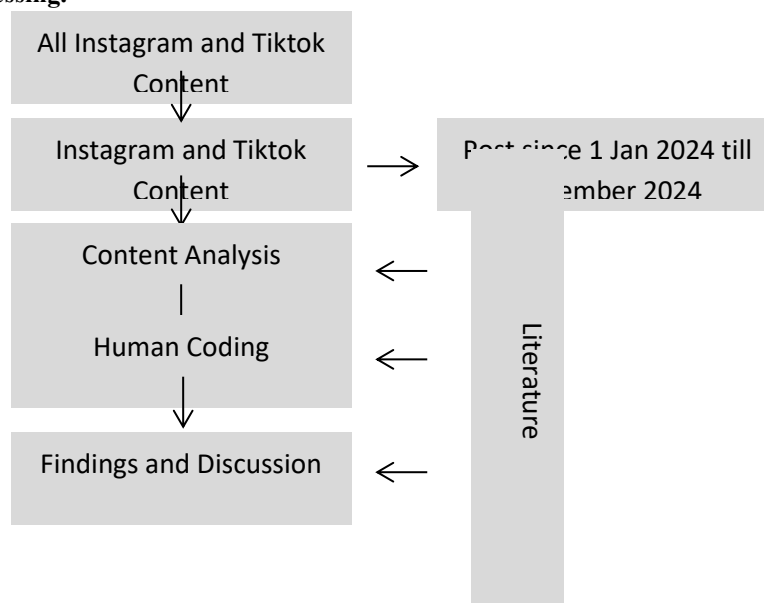 All Instagram and Tiktok
Content
Instagram and Tiktok
Content
Post since 1 Jan 2024 till
2024
Content Analysis
Human Coding
Literature
Findings and Discussion